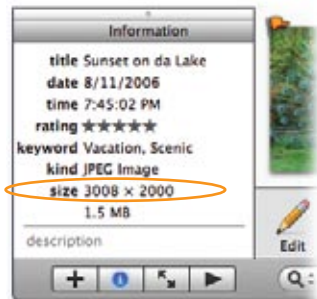 Information
title Sunset on da Lake
date 8/11/2006
time 7:45:02 PM
rating ★★★★★
keyword Vacation, Scenic
kind JPEG Image
size 3008 × 2000
1.5 MB
description
Edit